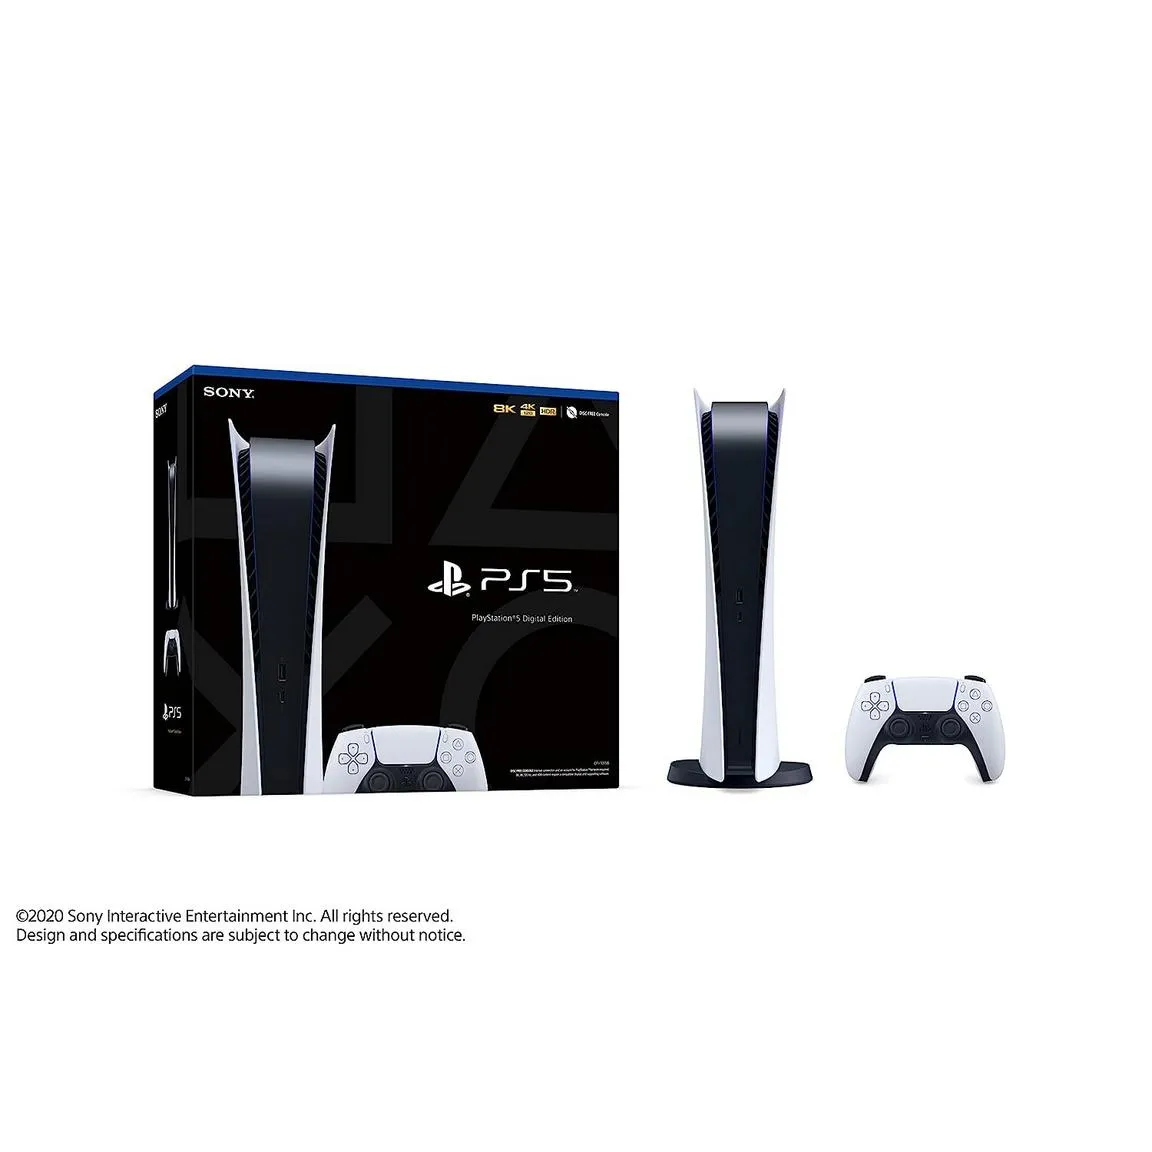 SONY
SONY
8K 4K 120 HDR DISC FREE Console
PS5
PlayStation®5 Digital Edition
PS5
©2020 Sony Interactive Entertainment Inc. All rights reserved.
Design and specifications are subject to change without notice.